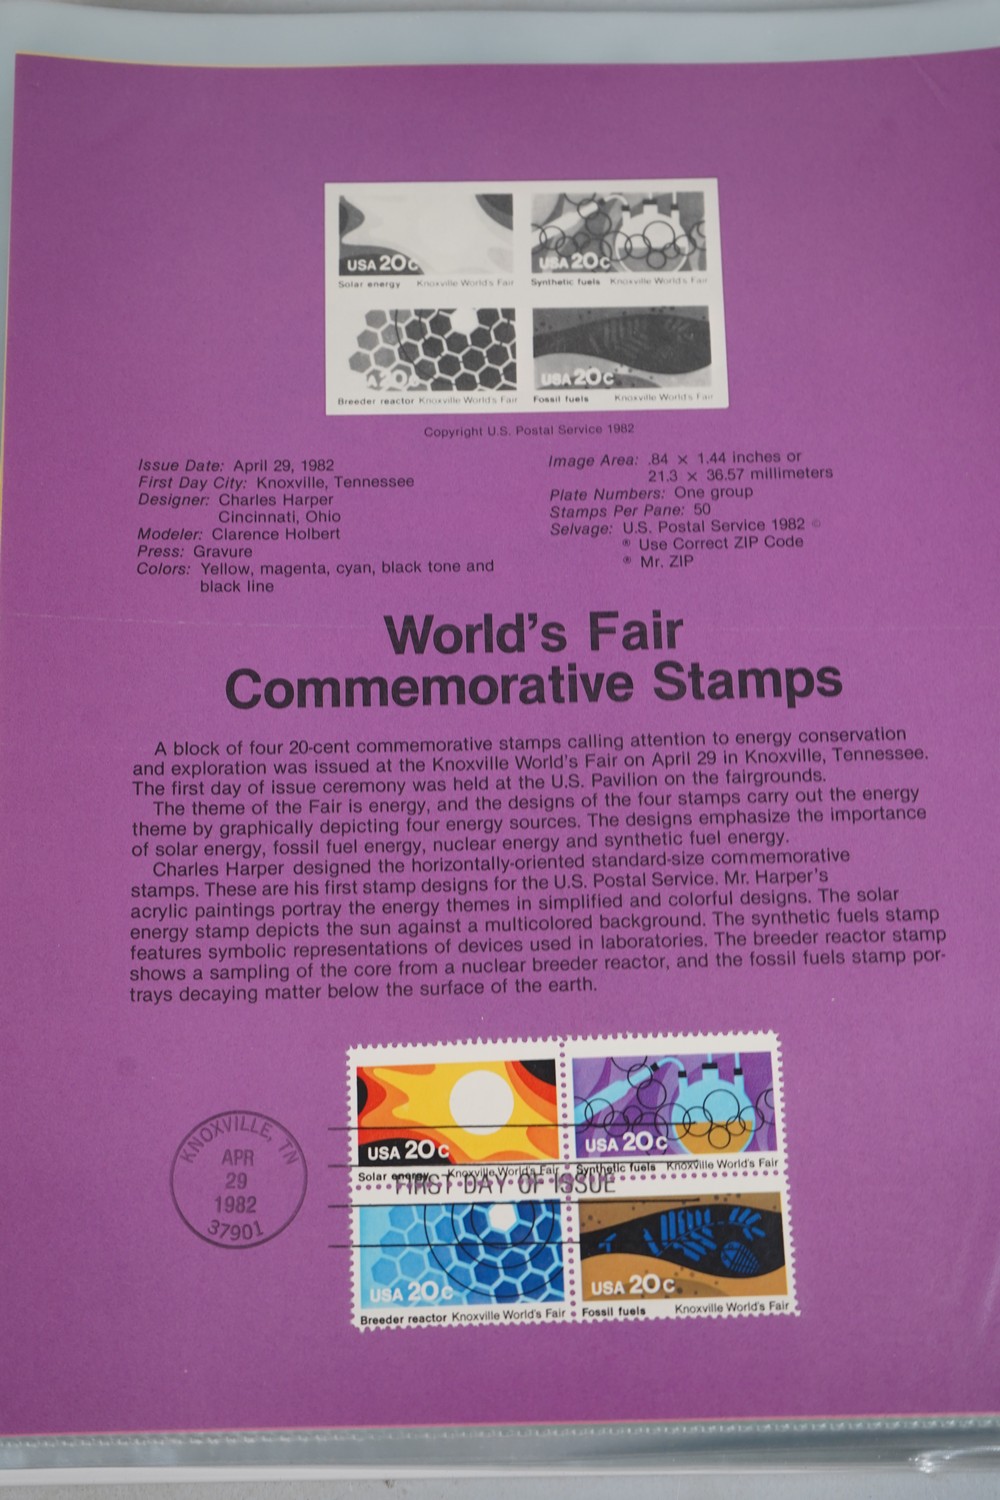 USA 20c
Solar energy Knoxville World's Fair
USA 20c
Synthetic fuels Knoxville World's Fair
A 20c
Breeder reactor Knoxville World's Fair
USA 20c
Fossil fuels Knoxville World's Fair
Copyright U.S. Postal Service 1982
Issue Date: April 29, 1982
First Day City: Knoxville, Tennessee
Designer: Charles Harper
Cincinnati, Ohio
Modeler: Clarence Holbert
Press: Gravure
Colors: Yellow, magenta, cyan, black tone and
black line
Image Area: .84 × 1.44 inches or
21.3 × 36.57 millimeters
Plate Numbers: One group
Stamps Per Pane: 50
Selvage: U.S. Postal Service 1982 ©
® Use Correct ZIP Code
® Mr. ZIP
World's Fair
Commemorative Stamps
A block of four 20-cent commemorative stamps calling attention to energy conservation
and exploration was issued at the Knoxville World's Fair on April 29 in Knoxville, Tennessee.
The first day of issue ceremony was held at the U.S. Pavilion on the fairgrounds.
The theme of the Fair is energy, and the designs of the four stamps carry out the energy
theme by graphically depicting four energy sources. The designs emphasize the importance
of solar energy, fossil fuel energy, nuclear energy and synthetic fuel energy.
Charles Harper designed the horizontally-oriented standard-size commemorative
stamps. These are his first stamp designs for the U.S. Postal Service. Mr. Harper's
acrylic paintings portray the energy themes in simplified and colorful designs. The solar
energy stamp depicts the sun against a multicolored background. The synthetic fuels stamp
features symbolic representations of devices used in laboratories. The breeder reactor stamp
shows a sampling of the core from a nuclear breeder reactor, and the fossil fuels stamp por-
trays decaying matter below the surface of the earth.
KNOXVILLE, TN
APR
29
1982
37901
USA 20c
Solar energy Knoxville World's Fair
USA 20c
Synthetic fuels Knoxville World's Fair
FIRST DAY OF ISSUE
USA 20c
Breeder reactor Knoxville World's Fair
USA 20c
Fossil fuels Knoxville World's Fair